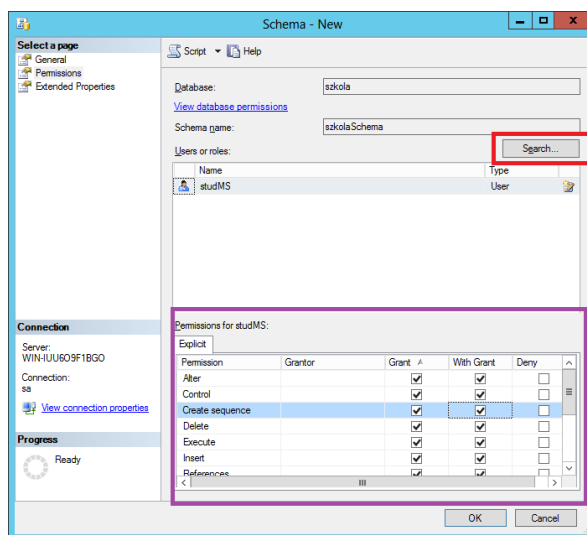 Schema - New
Select a page
General
Permissions
Extended Properties
Script Help
Database: szkola
View database permissions
Schema name: szkolaSchema
Users or roles: Search...
Name Type
studMS User
Connection
Server:
WIN-IUU6O9F1BGO
Connection:
sa
View connection properties
Progress
Ready
Permissions for studMS:
Explicit
Permission Grantor Grant With Grant Deny
Alter
Control
Create sequence
Delete
Execute
Insert
References
OK Cancel